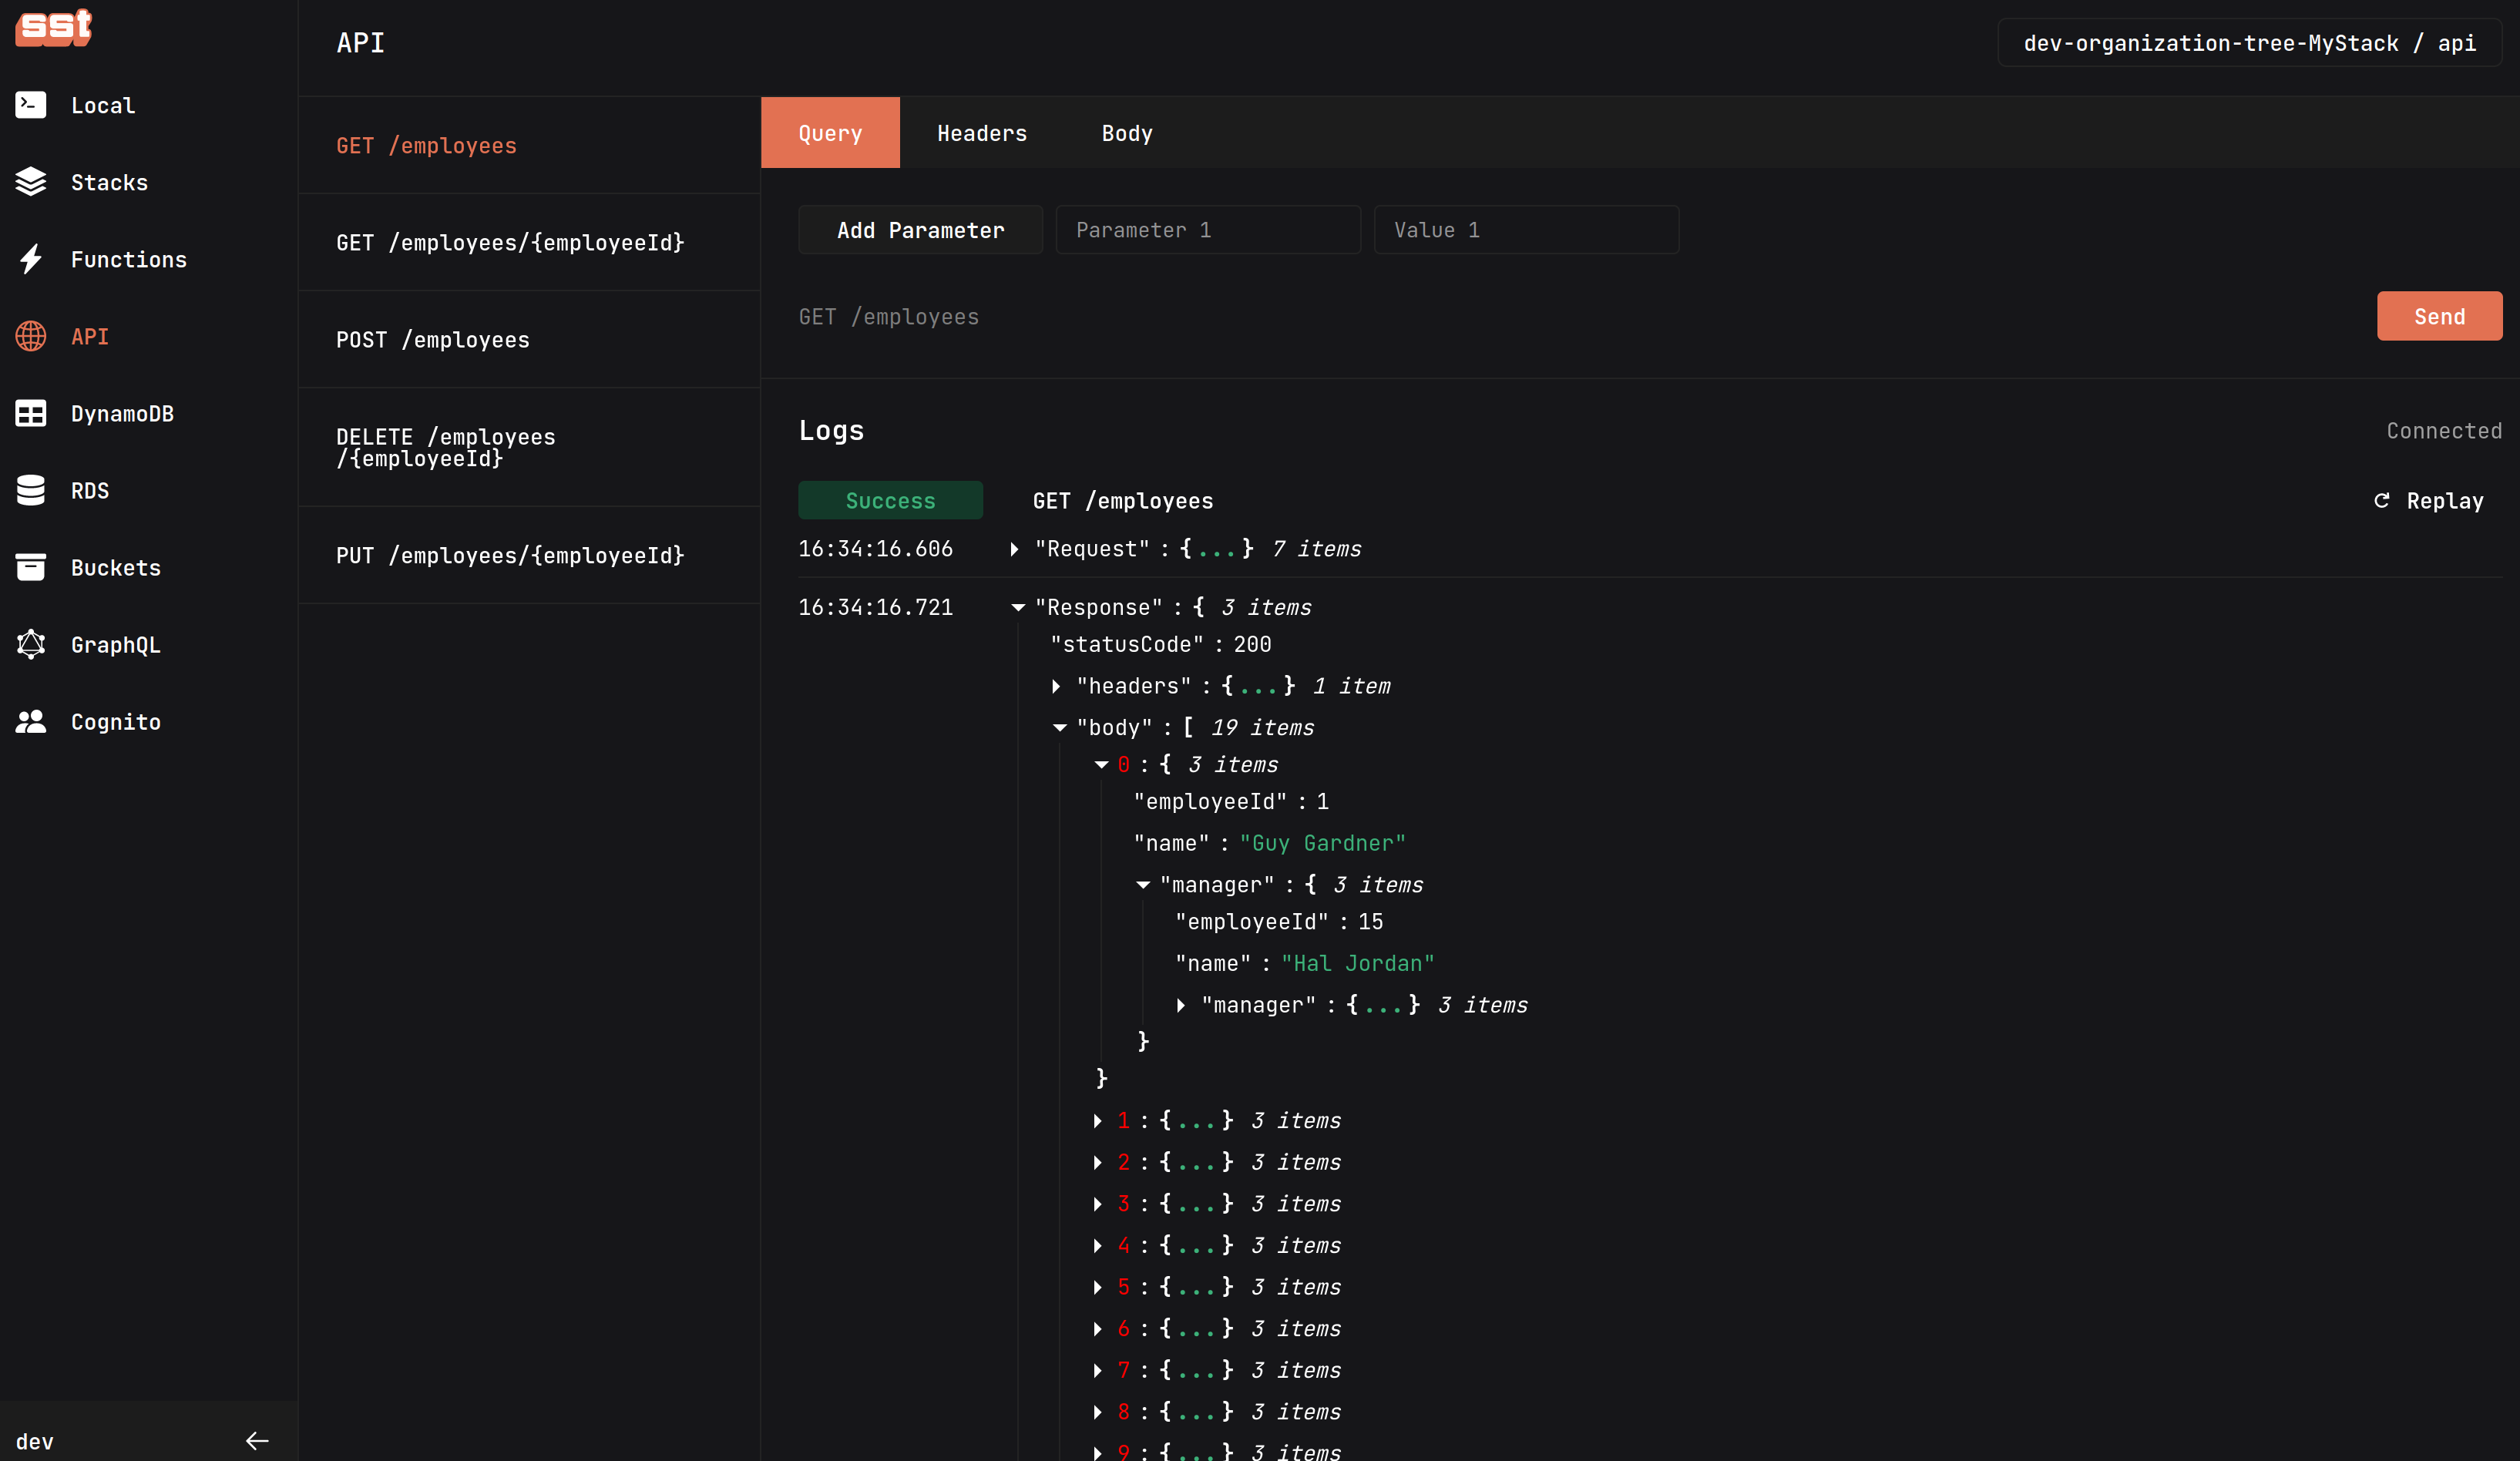 sst
Local
Stacks
Functions
API
DynamoDB
RDS
Buckets
GraphQL
Cognito
dev
API
dev-organization-tree-MyStack / api
GET /employees
GET /employees/{employeeId}
POST /employees
DELETE /employees
/{employeeId}
PUT /employees/{employeeId}
Query Headers Body
Add Parameter Parameter 1 Value 1
GET /employees Send
Logs Connected
Success GET /employees Replay
16:34:16.606 "Request" : {...} 7 items
16:34:16.721 "Response" : { 3 items
"statusCode" : 200
"headers" : {...} 1 item
"body" : [ 19 items
0 : { 3 items
"employeeId" : 1
"name" : "Guy Gardner"
"manager" : { 3 items
"employeeId" : 15
"name" : "Hal Jordan"
"manager" : {...} 3 items
}
}
1 : {...} 3 items
2 : {...} 3 items
3 : {...} 3 items
4 : {...} 3 items
5 : {...} 3 items
6 : {...} 3 items
7 : {...} 3 items
8 : {...} 3 items
9 : {...} 3 items